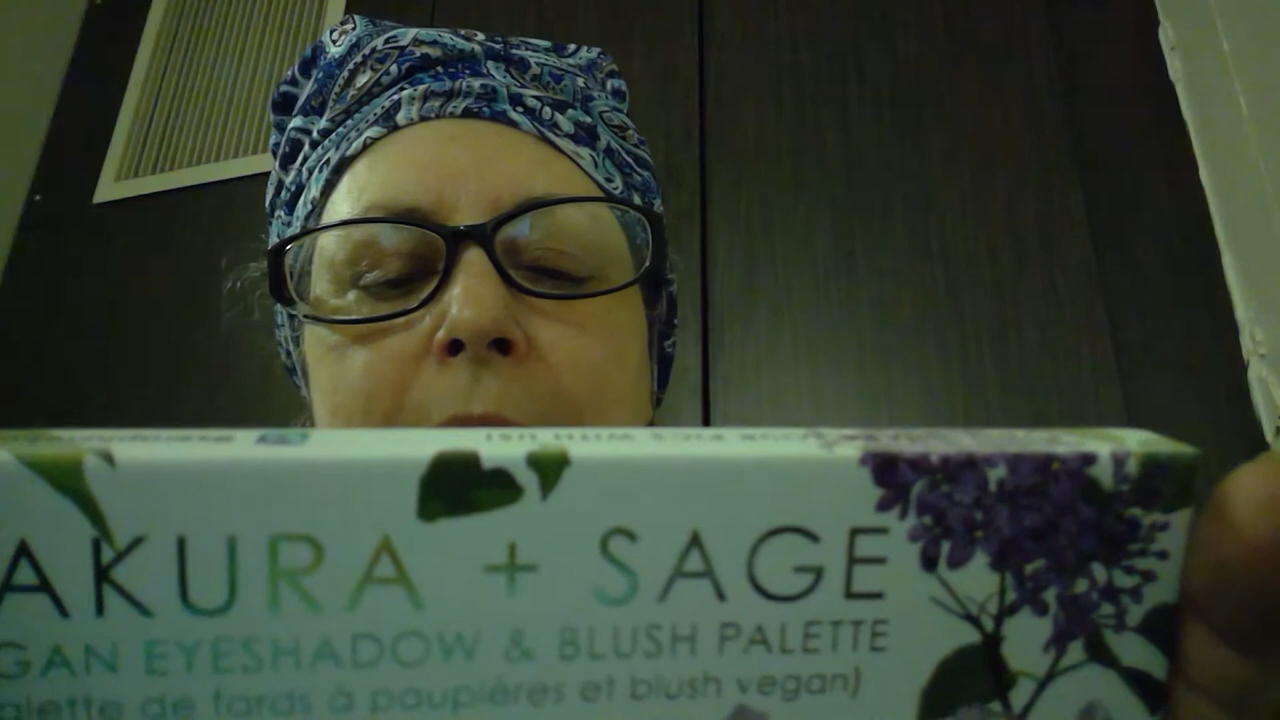 AKURA + SAGE
GAN EYESHADOW & BLUSH PALETTE
alette de fards à paupières et blush vegan)